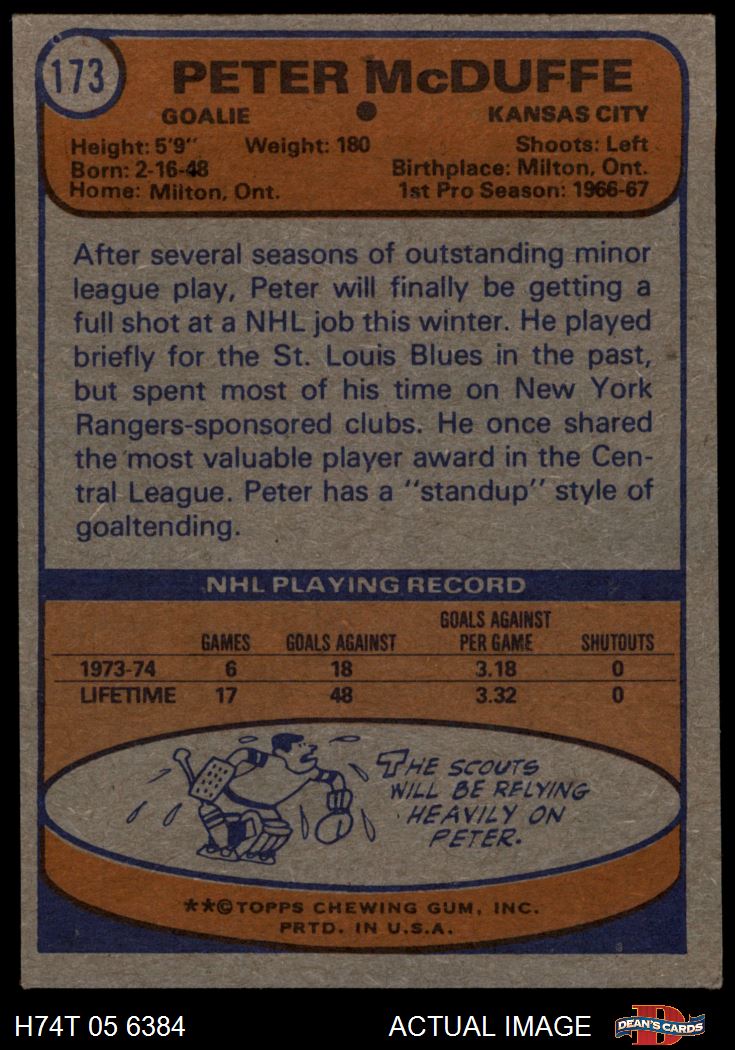 173
PETER McDUFFE
GOALIE KANSAS CITY
Height: 5'9" Weight: 180 Shoots: Left
Born: 2-16-48 Birthplace: Milton, Ont.
Home: Milton, Ont. 1st Pro Season: 1966-67
After several seasons of outstanding minor
league play, Peter will finally be getting a
full shot at a NHL job this winter. He played
briefly for the St. Louis Blues in the past,
but spent most of his time on New York
Rangers-sponsored clubs. He once shared
the most valuable player award in the Cen-
tral League. Peter has a "standup" style of
goaltending.
NHL PLAYING RECORD
GAMES GOALS AGAINST GOALS AGAINST PER GAME SHUTOUTS
1973-74 6 18 3.18 0
LIFETIME 17 48 3.32 0
THE SCOUTS
WILL BE RELYING
HEAVILY ON
PETER.
**©TOPPS CHEWING GUM, INC.
PRTD. IN U.S.A.
H74T 05 6384 ACTUAL IMAGE DEAN'S CARDS